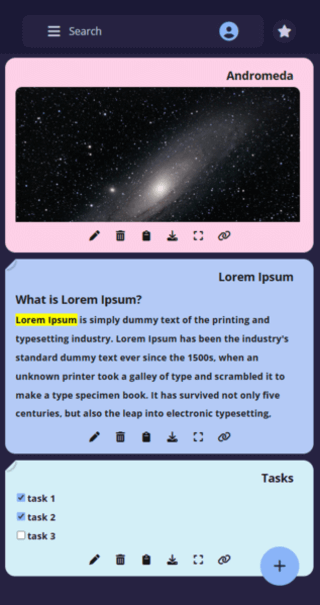 Search
Andromeda
Lorem Ipsum
What is Lorem Ipsum?
Lorem Ipsum is simply dummy text of the printing and
typesetting industry. Lorem Ipsum has been the industry's
standard dummy text ever since the 1500s, when an
unknown printer took a galley of type and scrambled it to
make a type specimen book. It has survived not only five
centuries, but also the leap into electronic typesetting,
Tasks
task 1
task 2
task 3